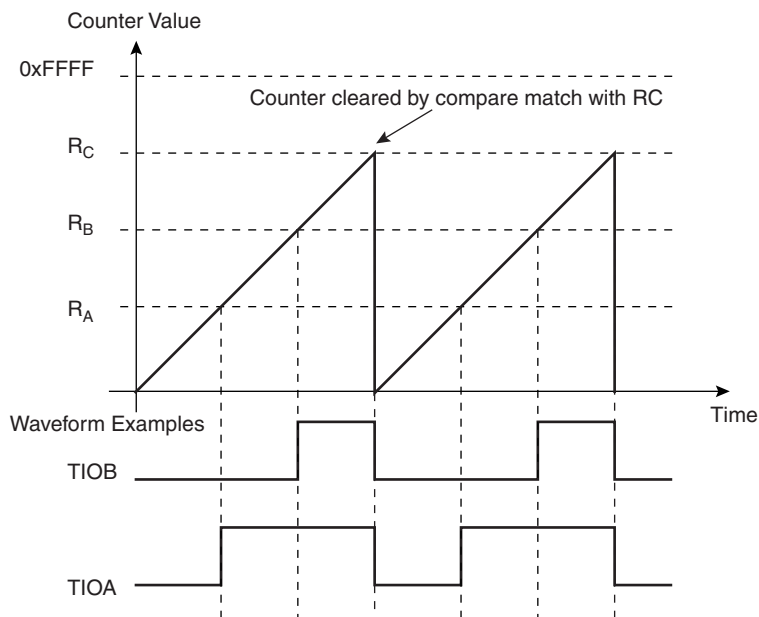 Counter Value
0xFFFF
Counter cleared by compare match with RC
RC
RB
RA
Time
Waveform Examples
TIOB
TIOA